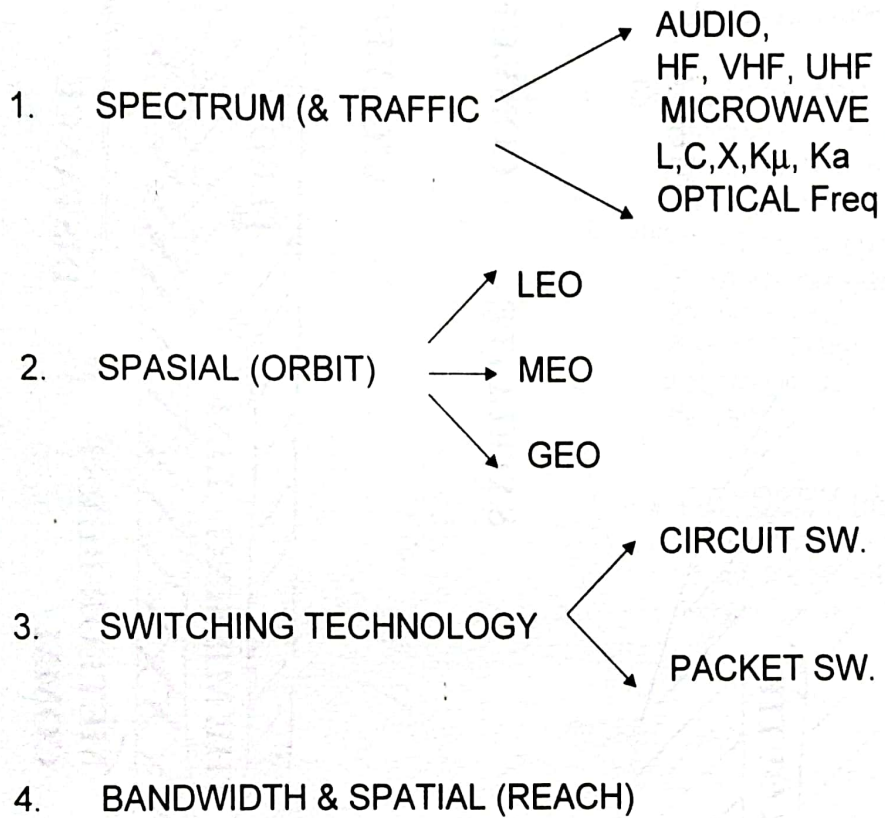 AUDIO,
HF, VHF, UHF
1. SPECTRUM (& TRAFFIC
MICROWAVE
L,C,X,Kμ, Ka
OPTICAL Freq
LEO
2. SPASIAL (ORBIT)
MEO
GEO
CIRCUIT SW.
3. SWITCHING TECHNOLOGY
PACKET SW.
4. BANDWIDTH & SPATIAL (REACH)